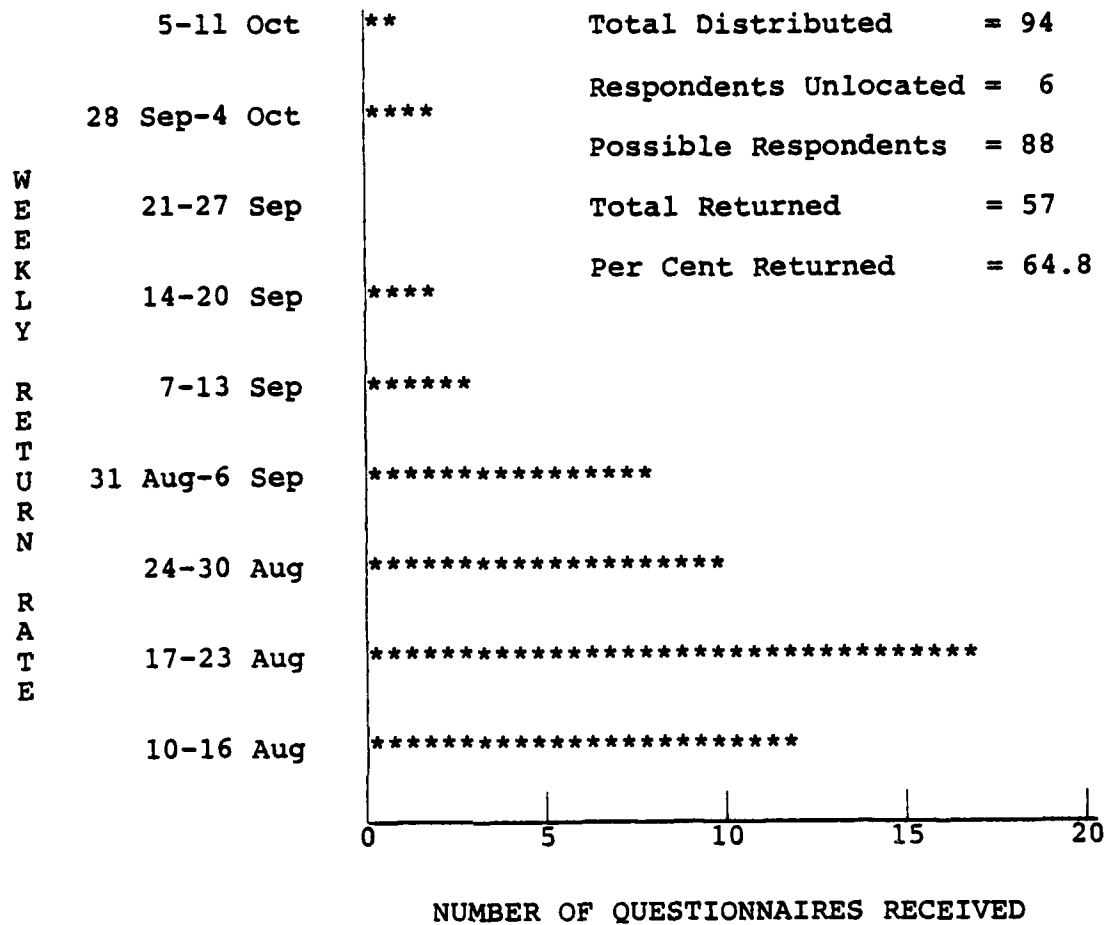 5-11 Oct ** Total Distributed = 94
Respondents Unlocated = 6
28 Sep-4 Oct ****
Possible Respondents = 88
21-27 Sep Total Returned = 57
Per Cent Returned = 64.8
14-20 Sep ****
7-13 Sep ******
31 Aug-6 Sep ****************
24-30 Aug ********************
17-23 Aug **********************************
10-16 Aug ************************
WEEKLY RETURN RATE
0 5 10 15 20
NUMBER OF QUESTIONNAIRES RECEIVED